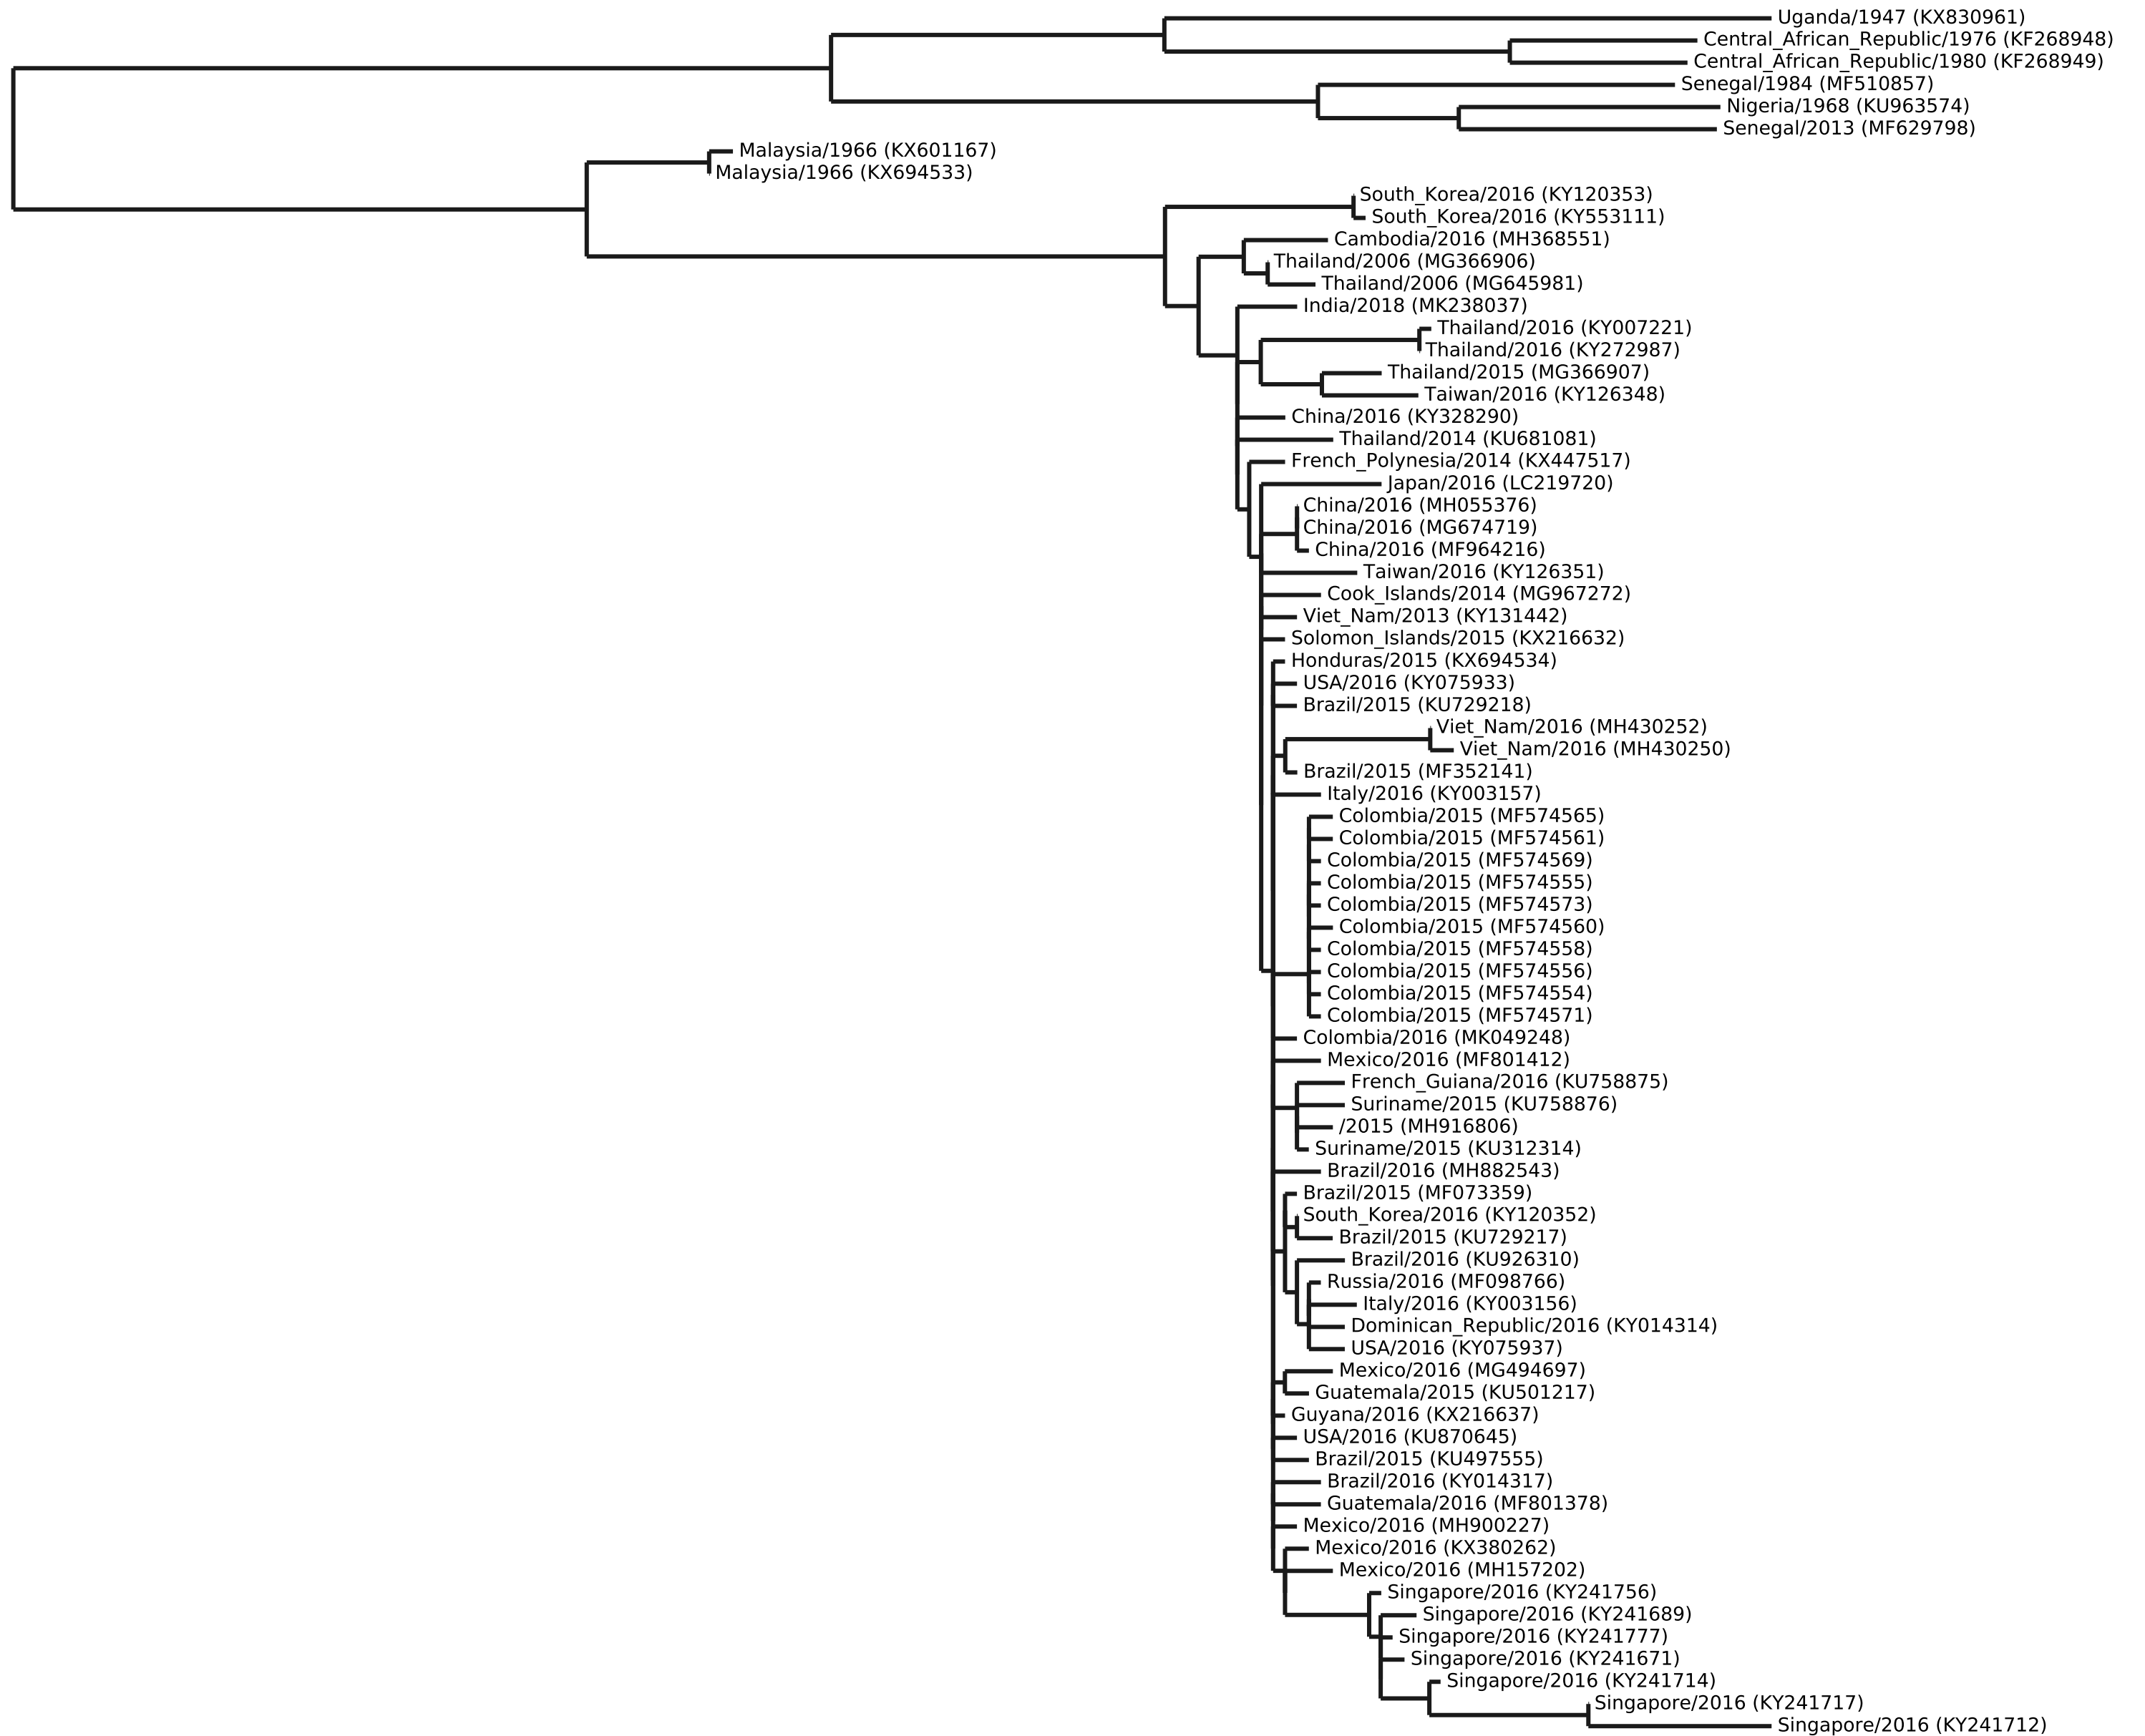 Uganda/1947 (KX830961)
Central_African_Republic/1976 (KF268948)
Central_African_Republic/1980 (KF268949)
Senegal/1984 (MF510857)
Nigeria/1968 (KU963574)
Senegal/2013 (MF629798)
Malaysia/1966 (KX601167)
Malaysia/1966 (KX694533)
South_Korea/2016 (KY120353)
South_Korea/2016 (KY553111)
Cambodia/2016 (MH368551)
Thailand/2006 (MG366906)
Thailand/2006 (MG645981)
India/2018 (MK238037)
Thailand/2016 (KY007221)
Thailand/2016 (KY272987)
Thailand/2015 (MG366907)
Taiwan/2016 (KY126348)
China/2016 (KY328290)
Thailand/2014 (KU681081)
French_Polynesia/2014 (KX447517)
Japan/2016 (LC219720)
China/2016 (MH055376)
China/2016 (MG674719)
China/2016 (MF964216)
Taiwan/2016 (KY126351)
Cook_Islands/2014 (MG967272)
Viet_Nam/2013 (KY131442)
Solomon_Islands/2015 (KX216632)
Honduras/2015 (KX694534)
USA/2016 (KY075933)
Brazil/2015 (KU729218)
Viet_Nam/2016 (MH430252)
Viet_Nam/2016 (MH430250)
Brazil/2015 (MF352141)
Italy/2016 (KY003157)
Colombia/2015 (MF574565)
Colombia/2015 (MF574561)
Colombia/2015 (MF574569)
Colombia/2015 (MF574555)
Colombia/2015 (MF574573)
Colombia/2015 (MF574560)
Colombia/2015 (MF574558)
Colombia/2015 (MF574556)
Colombia/2015 (MF574554)
Colombia/2015 (MF574571)
Colombia/2016 (MK049248)
Mexico/2016 (MF801412)
French_Guiana/2016 (KU758875)
Suriname/2015 (KU758876)
/2015 (MH916806)
Suriname/2015 (KU312314)
Brazil/2016 (MH882543)
Brazil/2015 (MF073359)
South_Korea/2016 (KY120352)
Brazil/2015 (KU729217)
Brazil/2016 (KU926310)
Russia/2016 (MF098766)
Italy/2016 (KY003156)
Dominican_Republic/2016 (KY014314)
USA/2016 (KY075937)
Mexico/2016 (MG494697)
Guatemala/2015 (KU501217)
Guyana/2016 (KX216637)
USA/2016 (KU870645)
Brazil/2015 (KU497555)
Brazil/2016 (KY014317)
Guatemala/2016 (MF801378)
Mexico/2016 (MH900227)
Mexico/2016 (KX380262)
Mexico/2016 (MH157202)
Singapore/2016 (KY241756)
Singapore/2016 (KY241689)
Singapore/2016 (KY241777)
Singapore/2016 (KY241671)
Singapore/2016 (KY241714)
Singapore/2016 (KY241717)
Singapore/2016 (KY241712)